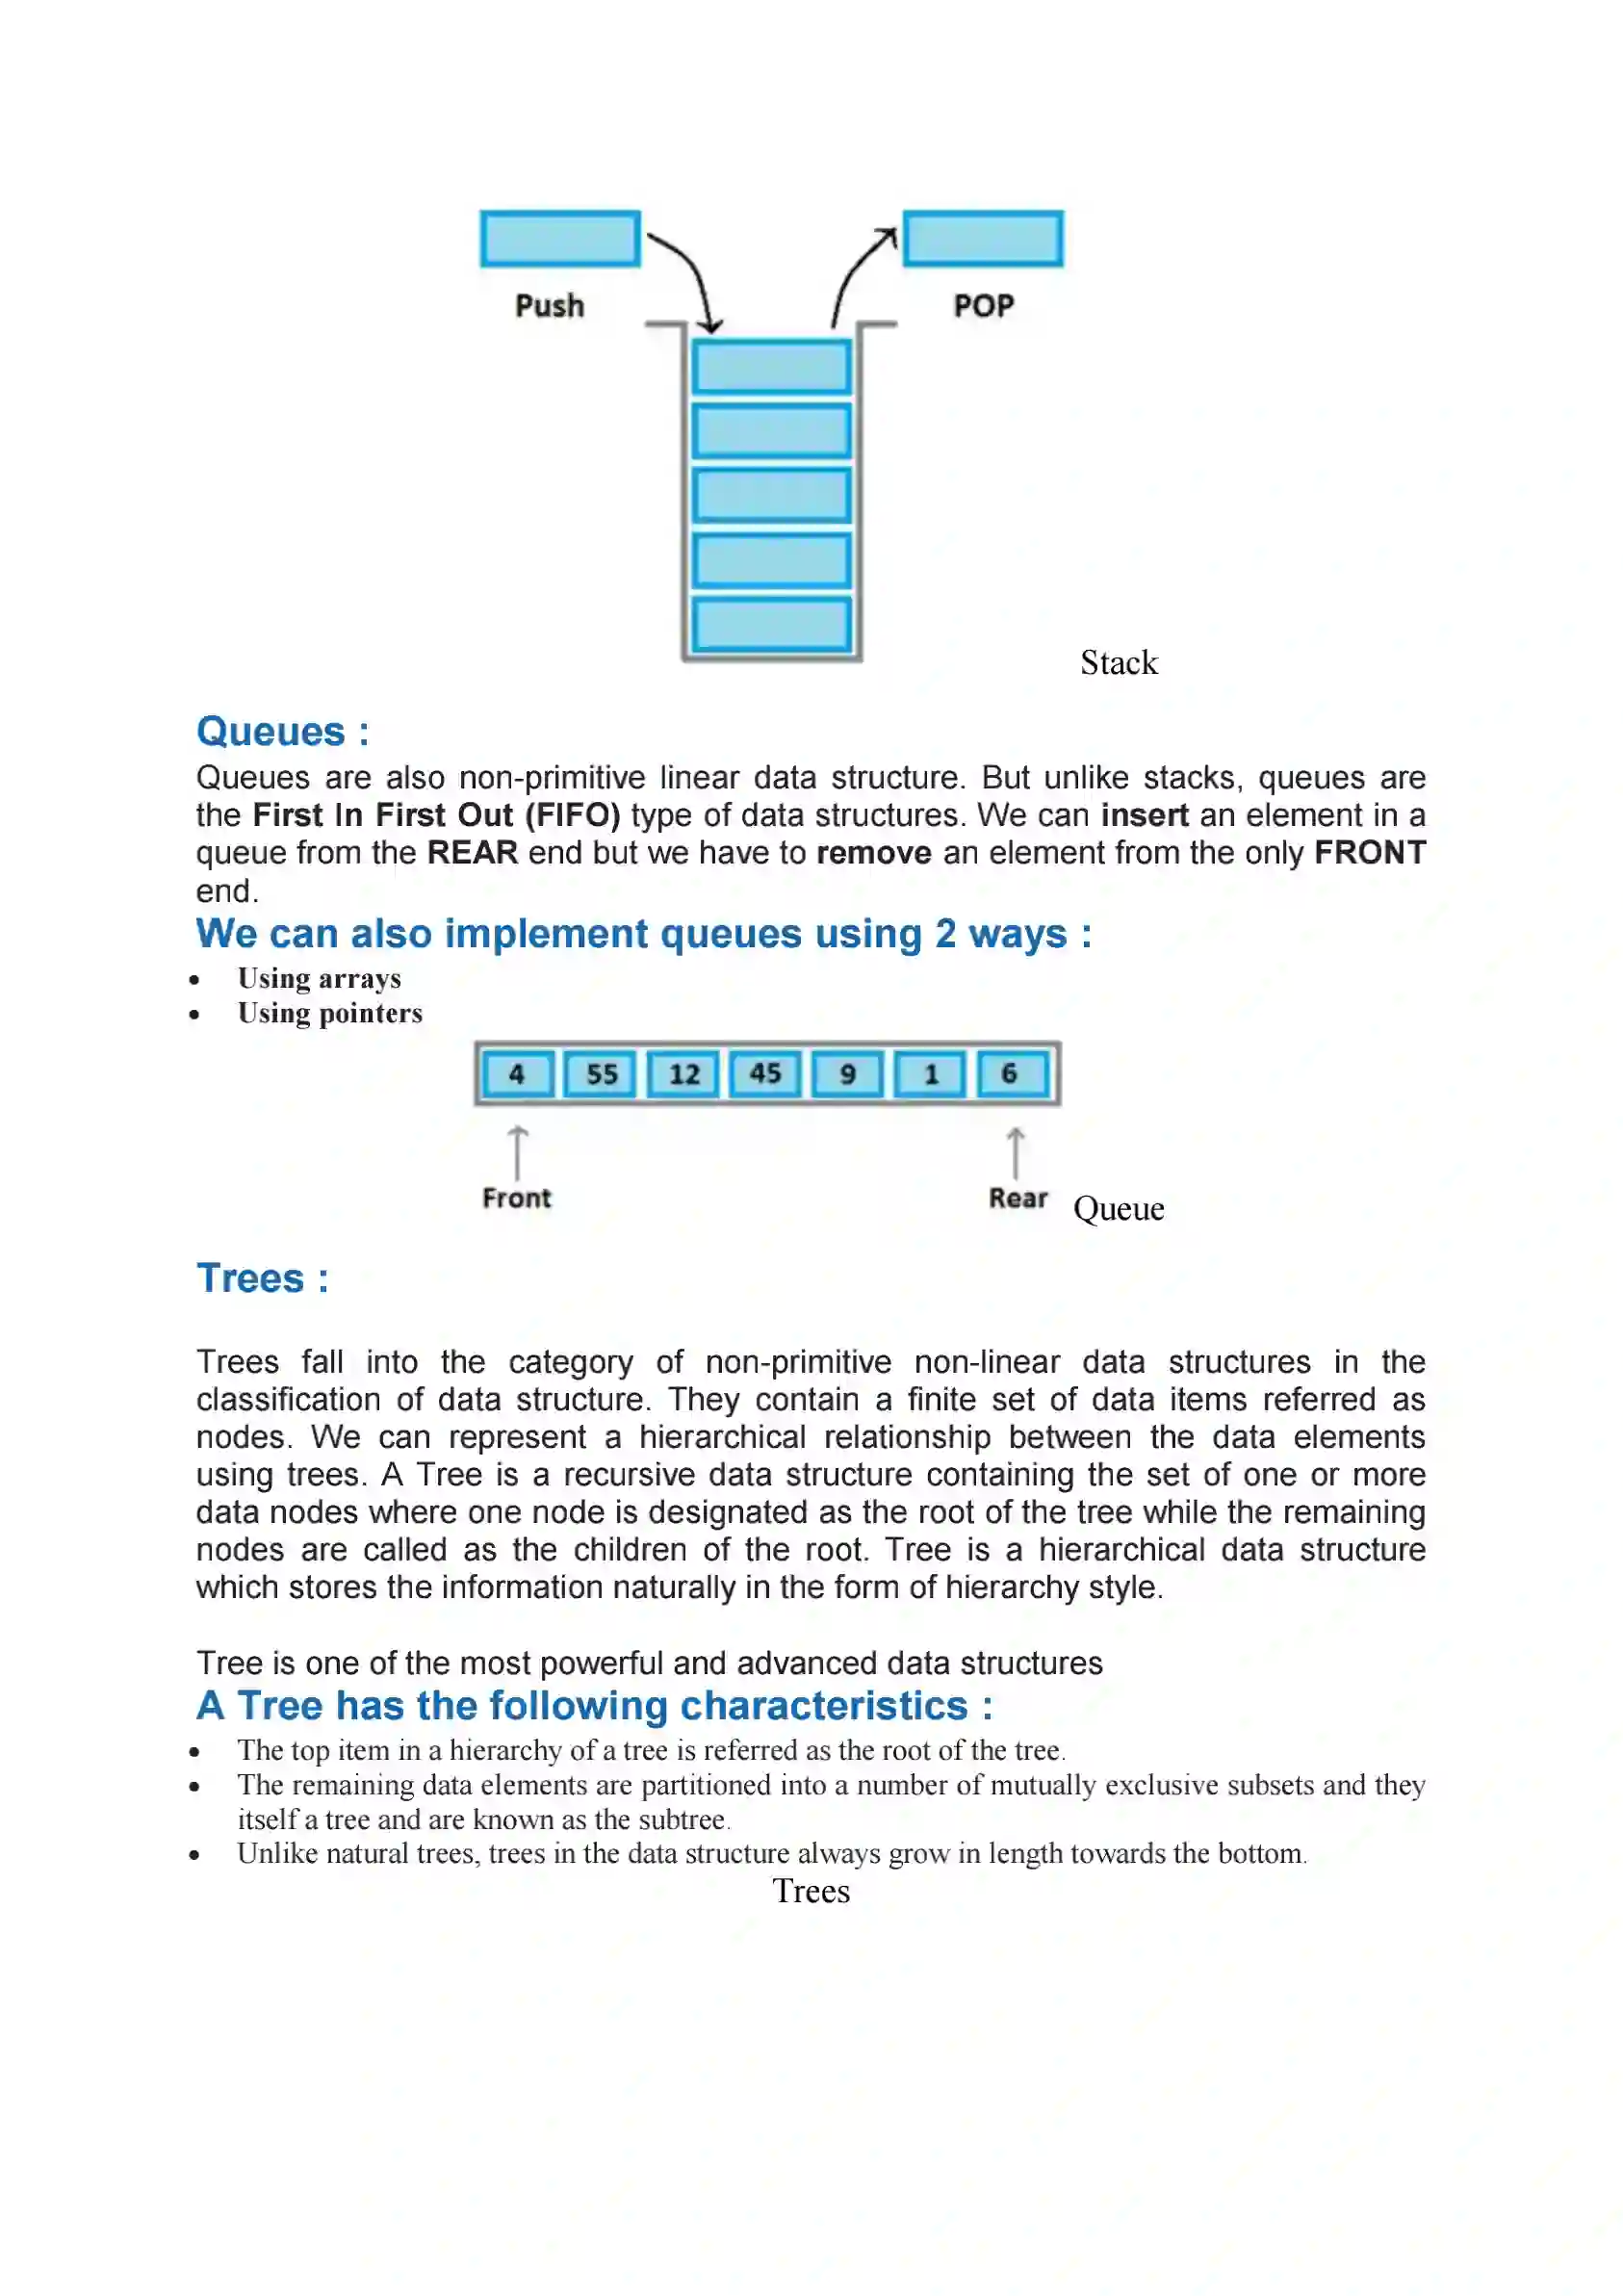 Push
POP
Stack
Queues :
Queues are also non-primitive linear data structure. But unlike stacks, queues are
the First In First Out (FIFO) type of data structures. We can insert an element in a
queue from the REAR end but we have to remove an element from the only FRONT
end.
We can also implement queues using 2 ways :
• Using arrays
• Using pointers
4 55 12 45 9 1 6
Front
Rear
Queue
Trees :
Trees fall into the category of non-primitive non-linear data structures in the
classification of data structure. They contain a finite set of data items referred as
nodes. We can represent a hierarchical relationship between the data elements
using trees. A Tree is a recursive data structure containing the set of one or more
data nodes where one node is designated as the root of the tree while the remaining
nodes are called as the children of the root. Tree is a hierarchical data structure
which stores the information naturally in the form of hierarchy style.
Tree is one of the most powerful and advanced data structures
A Tree has the following characteristics :
• The top item in a hierarchy of a tree is referred as the root of the tree.
• The remaining data elements are partitioned into a number of mutually exclusive subsets and they
itself a tree and are known as the subtree.
• Unlike natural trees, trees in the data structure always grow in length towards the bottom.
Trees